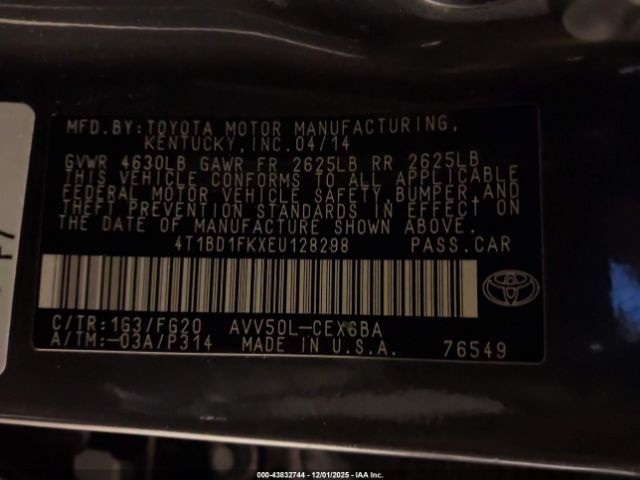 MFD.BY:TOYOTA MOTOR MANUFACTURING,
KENTUCKY,INC.04/14
GVWR 4630LB GAWR FR 2625LB RR 2625LB
THIS VEHICLE CONFORMS TO ALL APPLICABLE
FEDERAL MOTOR VEHICLE SAFETY,BUMPER,AND
THEFT PREVENTION STANDARDS IN EFFECT ON
THE DATE OF MANUFACTURE SHOWN ABOVE.
4T1BD1FKXEU128298 PASS.CAR
C/TR:1G3/FG20 AVV50L-CEXSBA
A/TM:-03A/P314 MADE IN U.S.A. 76549
000-43832744 - 12/01/2025 - IAA Inc.